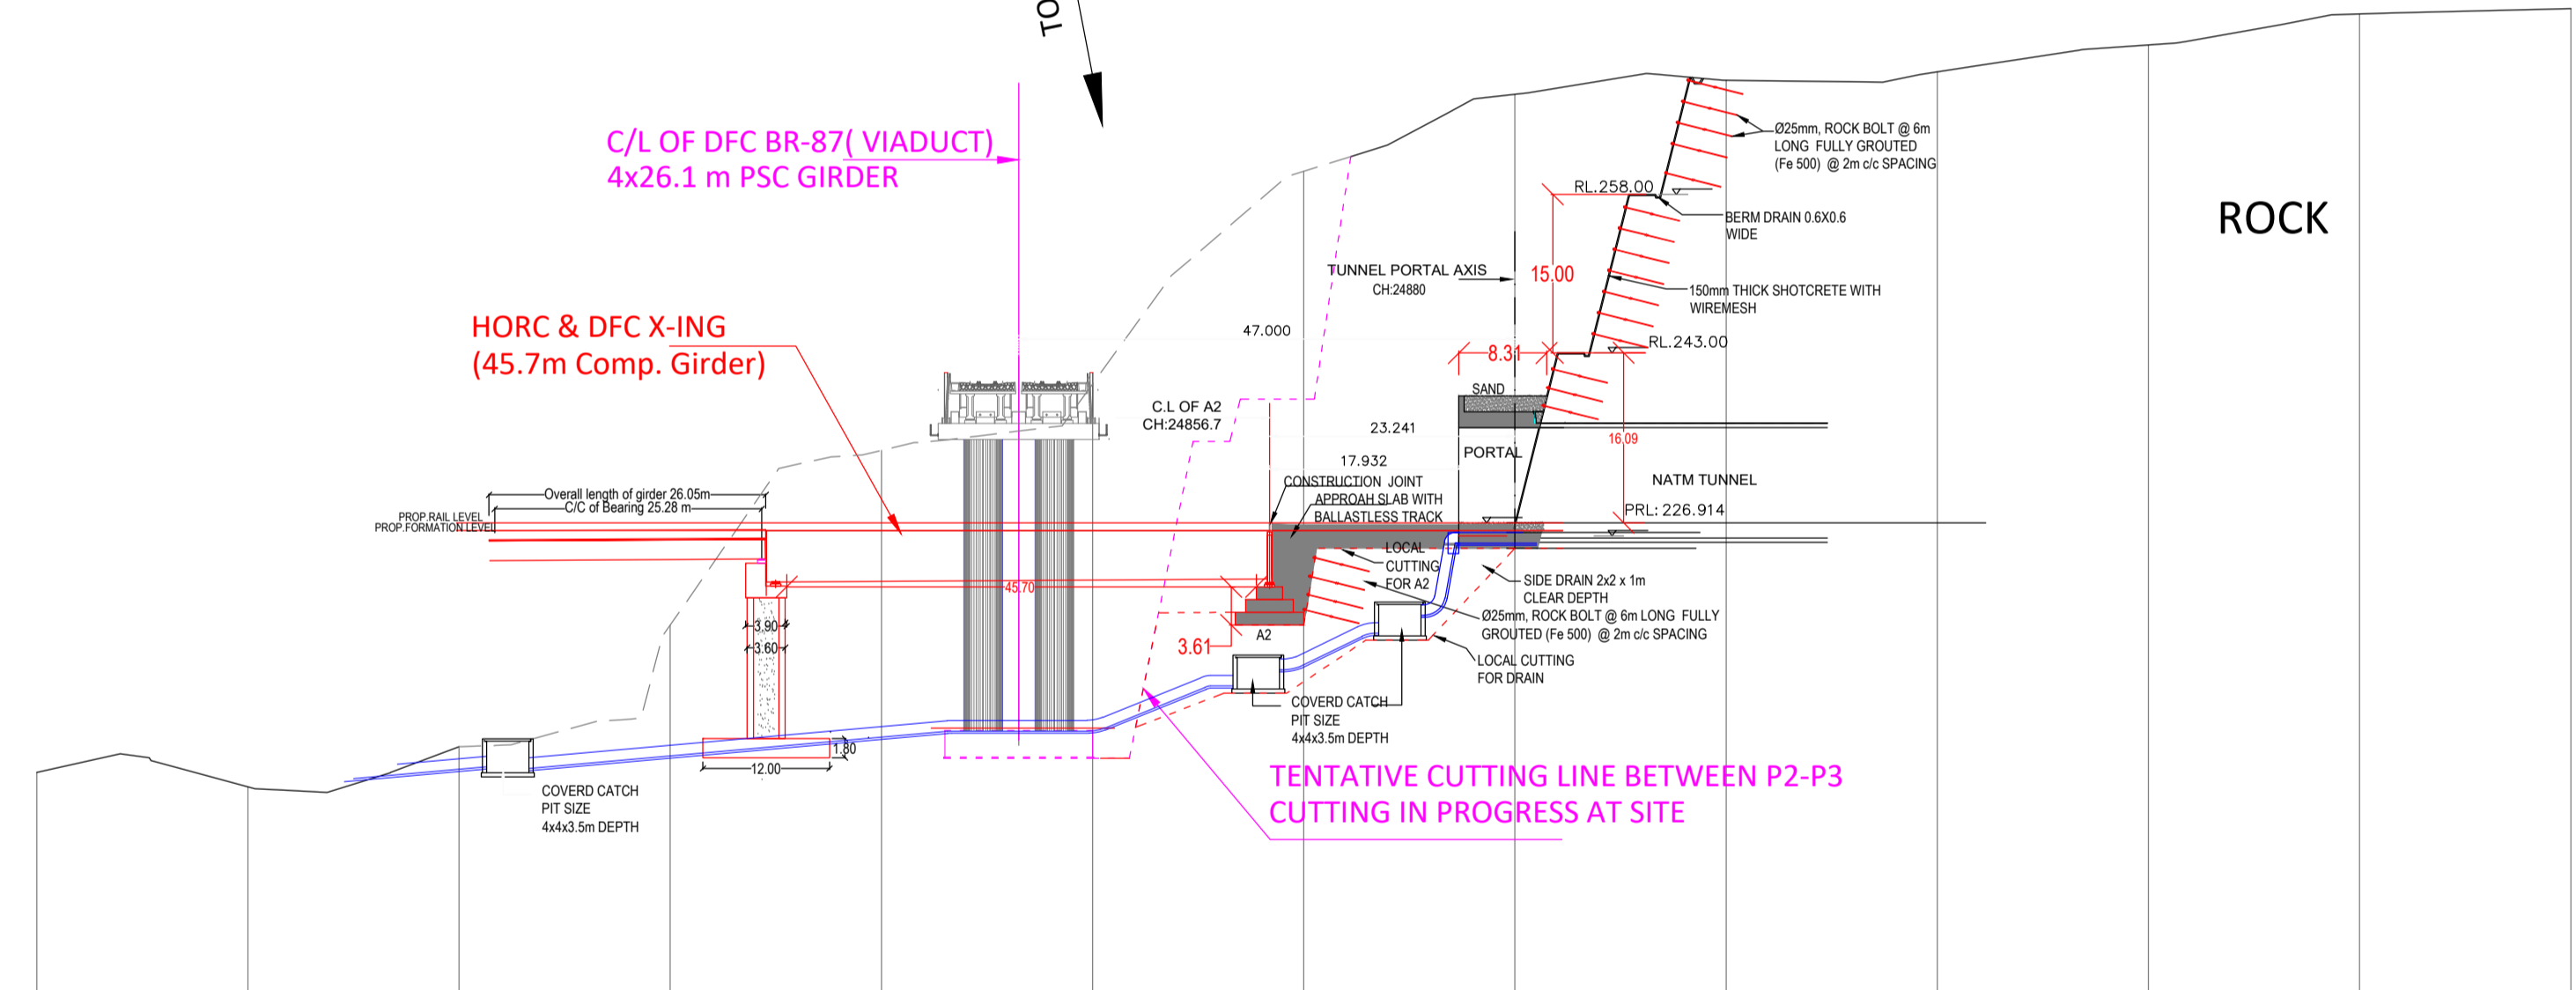 TO
C/L OF DFC BR-87( VIADUCT)
4x26.1 m PSC GIRDER
Ø25mm, ROCK BOLT @ 6m
LONG FULLY GROUTED
(Fe 500) @ 2m c/c SPACING
RL.258.00
BERM DRAIN 0.6X0.6
WIDE
ROCK
TUNNEL PORTAL AXIS
CH:24880
15.00
150mm THICK SHOTCRETE WITH
WIREMESH
HORC & DFC X-ING
(45.7m Comp. Girder)
47.000
RL.243.00
8.31
SAND
C.L OF A2
CH:24856.7
23.241
16.09
17.932
PORTAL
CONSTRUCTION JOINT
APPROAH SLAB WITH
BALLASTLESS TRACK
NATM TUNNEL
PRL: 226.914
Overall length of girder 26.05m
C/C of Bearing 25.28 m
PROP.RAIL LEVEL
PROP.FORMATION LEVEL
LOCAL
CUTTING
FOR A2
45.70
SIDE DRAIN 2x2 x 1m
CLEAR DEPTH
Ø25mm, ROCK BOLT @ 6m LONG FULLY
GROUTED (Fe 500) @ 2m c/c SPACING
3.90
3.60
A2
3.61
LOCAL CUTTING
FOR DRAIN
COVERD CATCH
PIT SIZE
4x4x3.5m DEPTH
1.80
12.00
TENTATIVE CUTTING LINE BETWEEN P2-P3
CUTTING IN PROGRESS AT SITE
COVERD CATCH
PIT SIZE
4x4x3.5m DEPTH